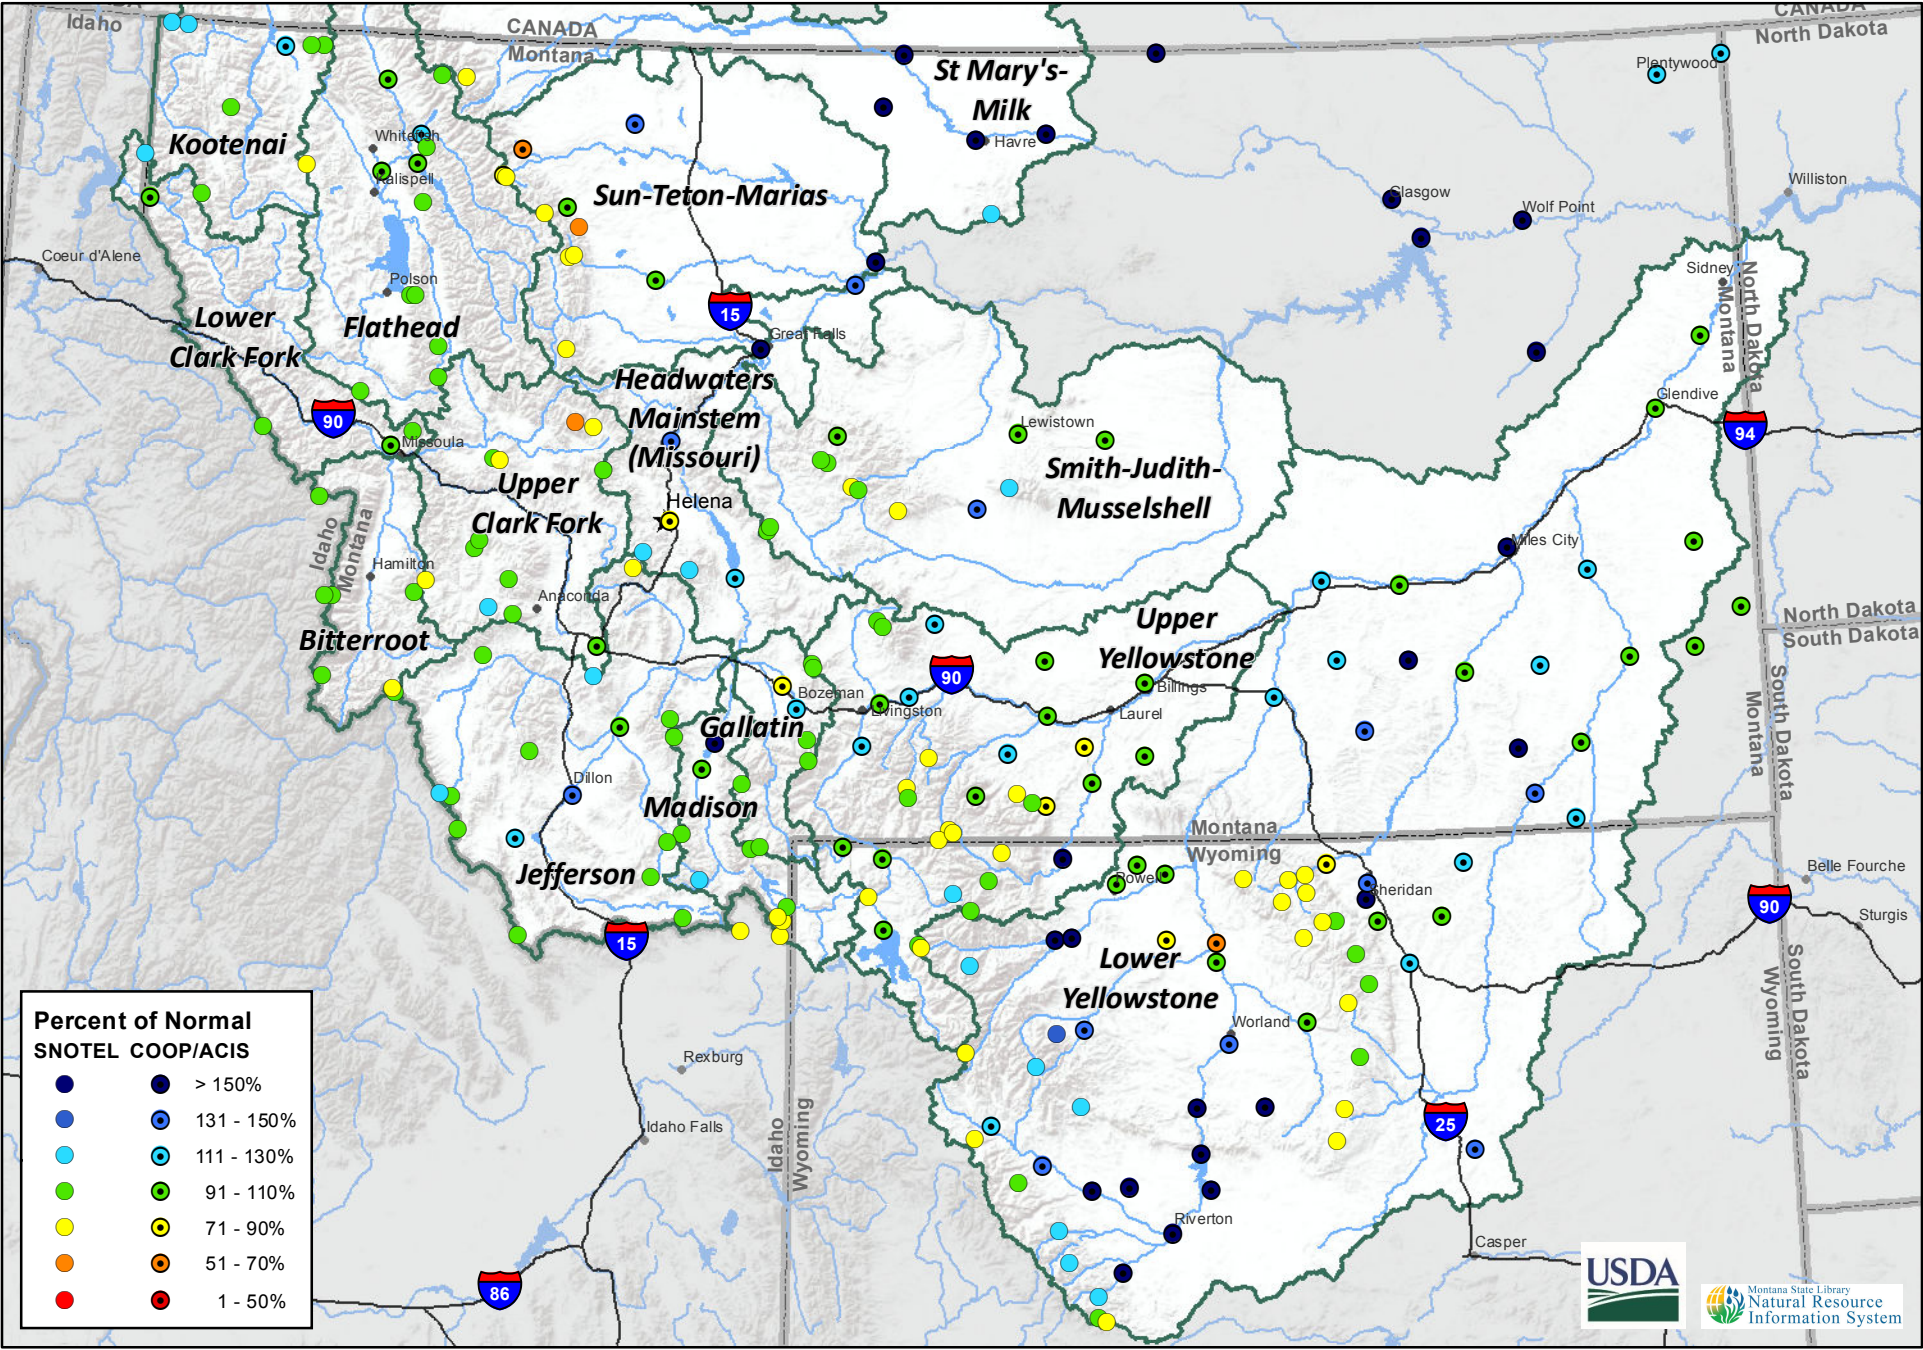 Idaho
CANADA
Montana
CANADA
North Dakota
Plentywood
St Mary's-
Milk
Havre
Kootenai
Whitefish
Kalispell
Sun-Teton-Marias
Glasgow
Wolf Point
Williston
Coeur d'Alene
Polson
Sidney
North Dakota
Montana
Lower
Clark Fork
Flathead
15
Great Falls
Headwaters
Mainstem
(Missouri)
Glendive
94
90
Missoula
Lewistown
Smith-Judith-
Musselshell
Upper
Clark Fork
Helena
Idaho
Montana
Miles City
Hamilton
Anaconda
Bitterroot
North Dakota
South Dakota
Upper
Yellowstone
90
Billings
Bozeman
Livingston
Laurel
Gallatin
South Dakota
Montana
Dillon
Madison
Jefferson
Montana
Wyoming
Powell
Sheridan
Belle Fourche
90
Sturgis
15
Lower
Yellowstone
South Dakota
Wyoming
Worland
Rexburg
Idaho Falls
Idaho
Wyoming
25
Riverton
Casper
86
Percent of Normal
SNOTEL COOP/ACIS
> 150%
131 - 150%
111 - 130%
91 - 110%
71 - 90%
51 - 70%
1 - 50%
USDA
Montana State Library
Natural Resource
Information System